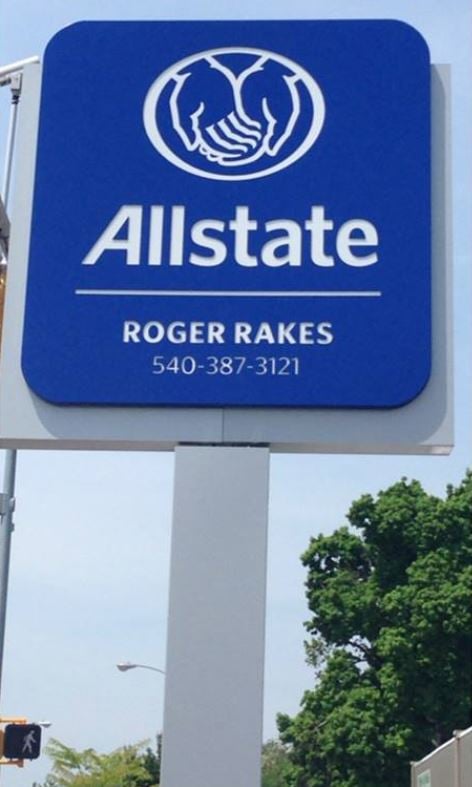 Allstate
ROGER RAKES
540-387-3121